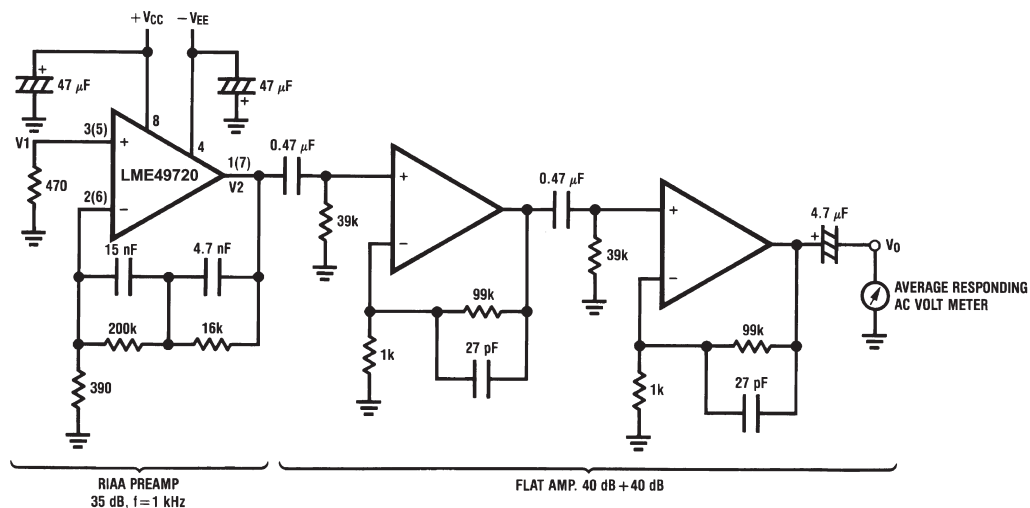 +VCC −VEE
+
47 µF
47 µF
+
8
3(5)
V1
+
4
0.47 µF
1(7)
LME49720
V2
470
2(6)
−
+
39k
−
0.47 µF
+
39k
−
4.7 µF
+
VO
AVERAGE RESPONDING
AC VOLT METER
15 nF
4.7 nF
200k
16k
390
99k
1k
27 pF
99k
1k
27 pF
RIAA PREAMP
35 dB, f=1 kHz
FLAT AMP. 40 dB+40 dB